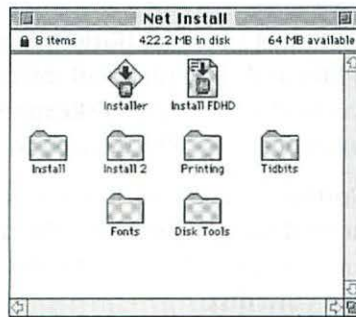 Net Install
8 items 422.2 MB in disk 64 MB available
Installer Install FDHD
Install Install 2 Printing Tidbits
Fonts Disk Tools